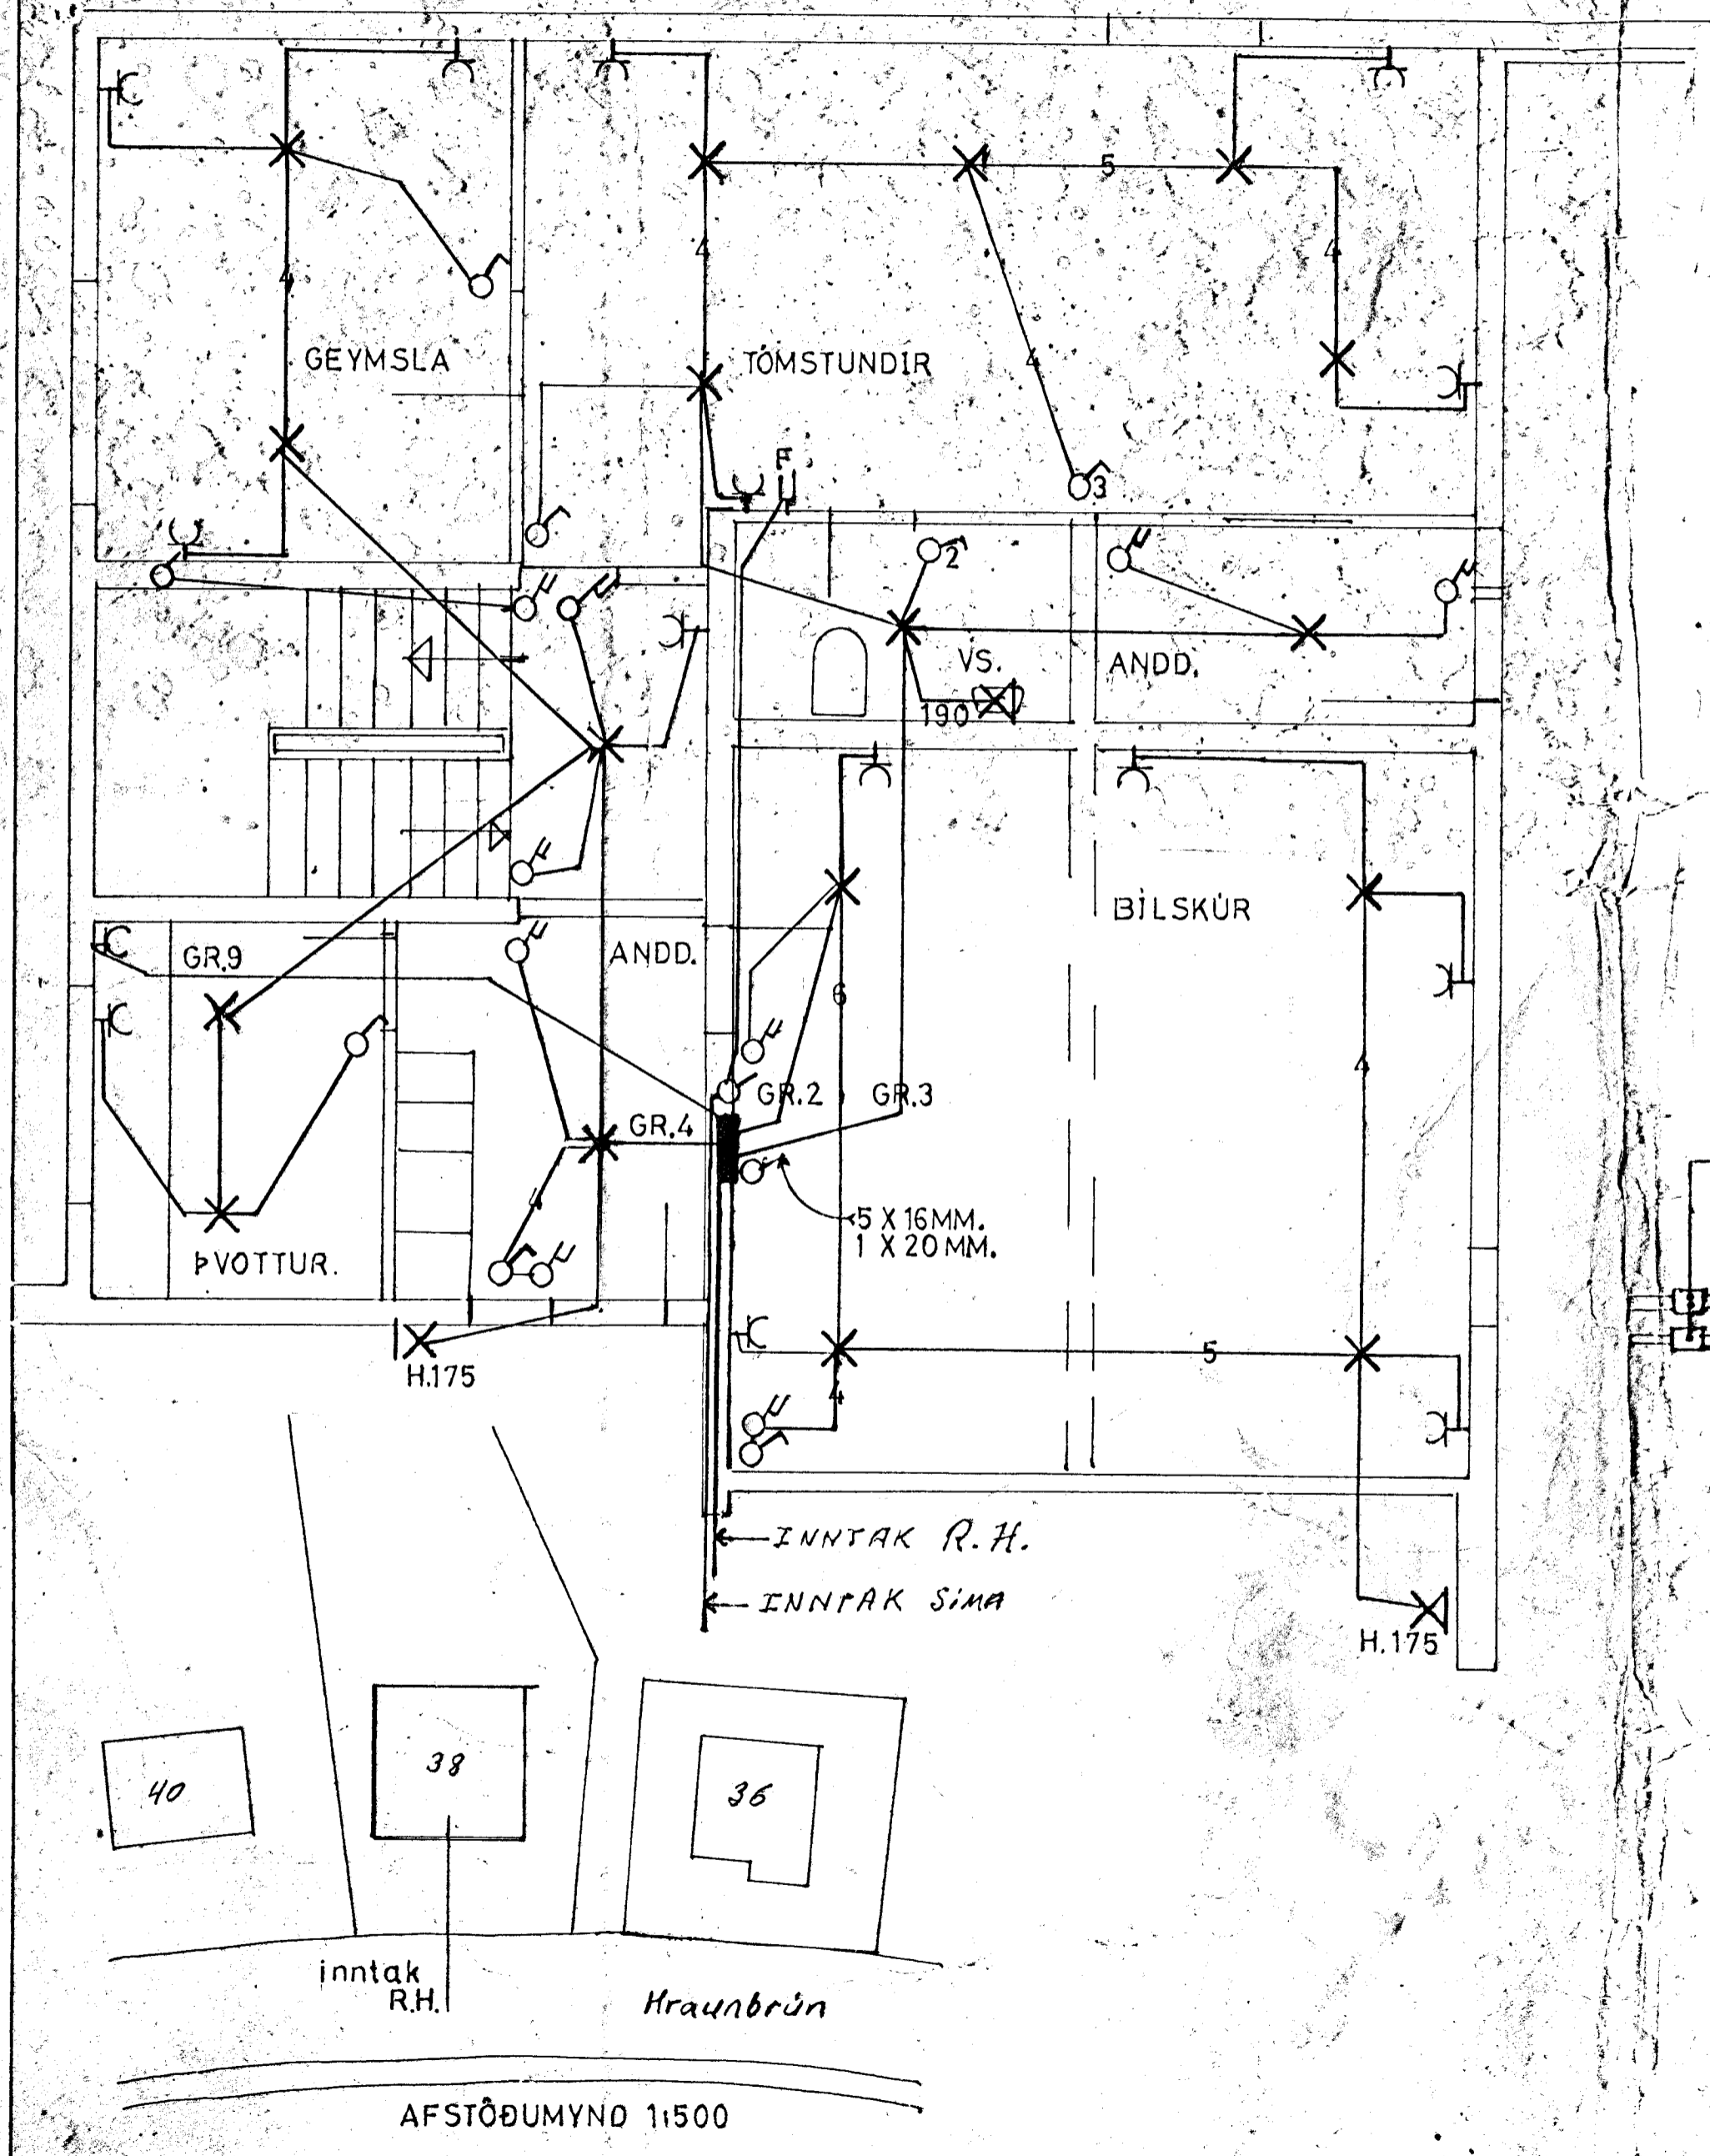 5
4
4
4
GEYMSLA
TÓMSTUNDIR
4
F
3
2
VS.
ANDD.
190
BÍLSKÚR
ANDD.
GR.9
6
4
GR.2
GR.3
GR.4
4
5 X 16MM.
1 X 20MM.
ÞVOTTUR.
H.175
5
4
INNTAK R.H.
INNTAK SÍMA
H.175
40
38
36
inntak
R.H.
Hraunbrún
AFSTÖÐUMYND 1:500